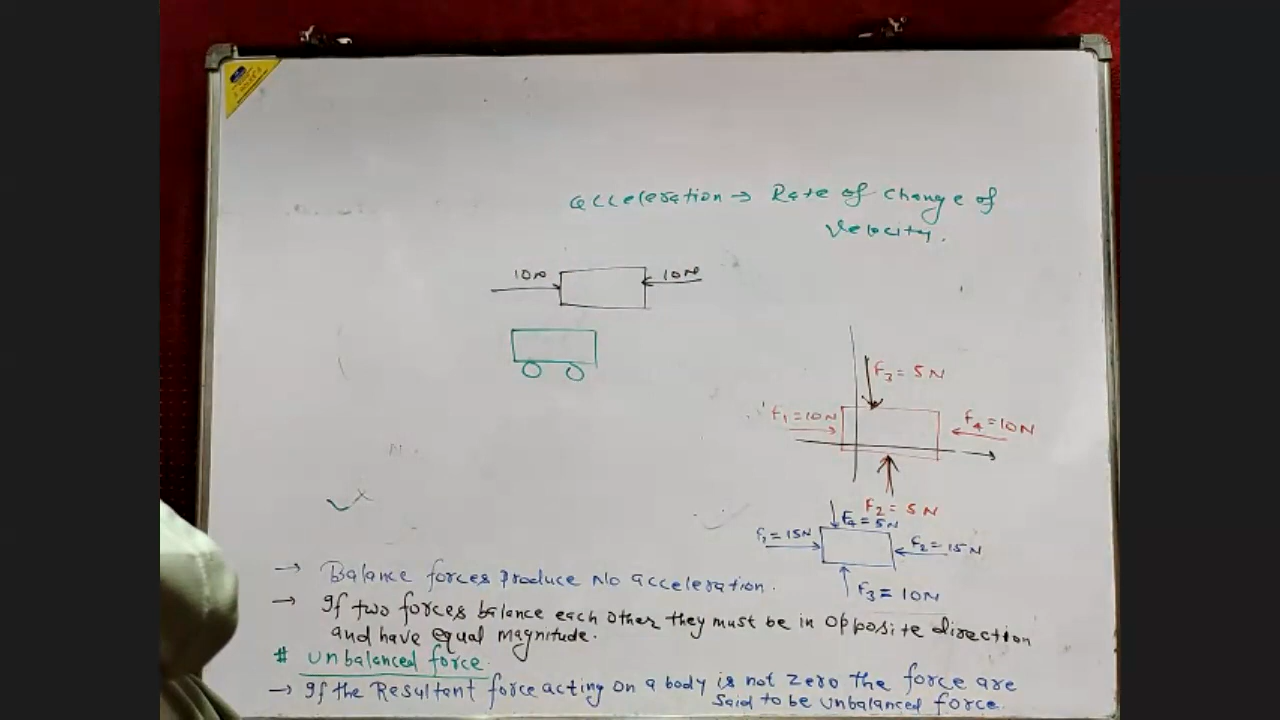 acceleration → Rate of change of
Velocity.
10N
10N
F3 = 5N
F1 = 10N
F4 = 10N
F2 = 5N
F4 = 5N
F1 = 15N
F2 = 15N
F3 = 10N
→ Balance forces produce No acceleration.
→ If two forces balance each other they must be in opposite direction
and have equal magnitude.
# unbalanced force
→ If the Resultent force acting on a body is not zero the force are
said to be unbalanced force.